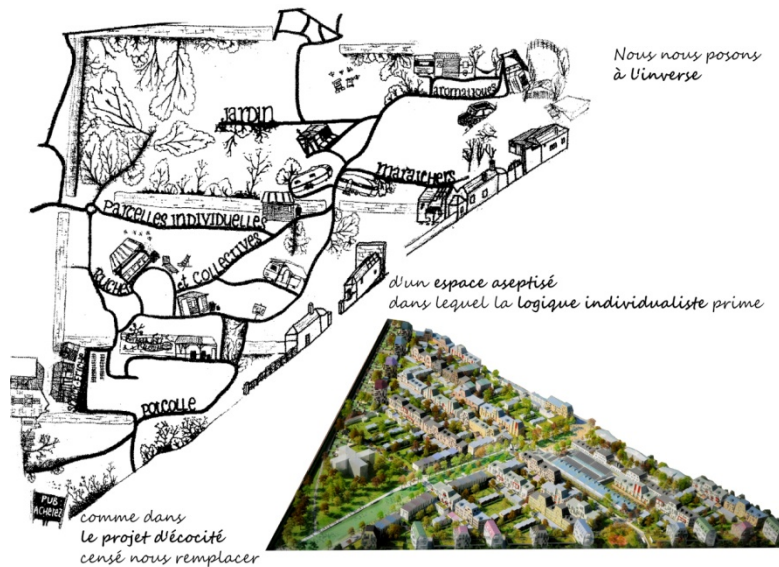 Nous nous posons
à l'inverse
aromatiques
Jardin
maraichers
PARCELLES INDIVIDUELLES
et COLLECTIVES
RUCHES
d'un espace aseptisé
dans lequel la logique individualiste prime
POTCOLLE
PUB
ACHETEZ
comme dans
le projet d'écocité
censé nous remplacer